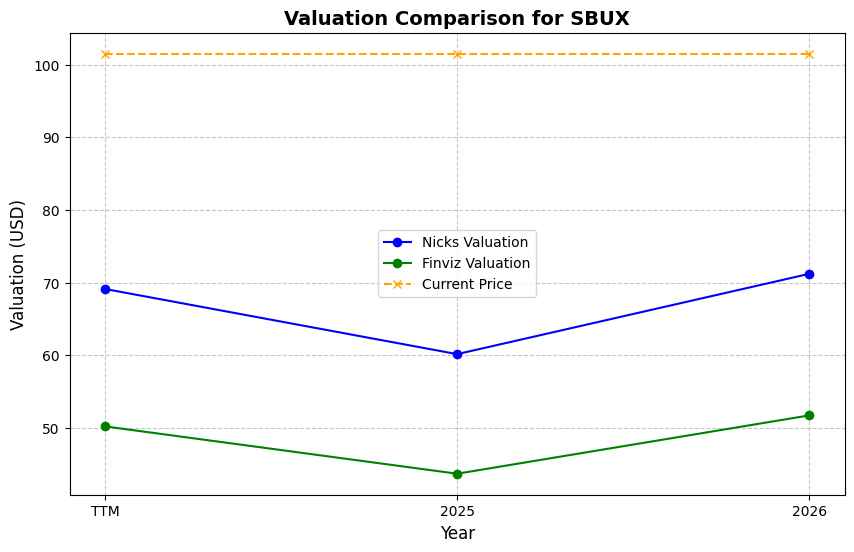 Valuation Comparison for SBUX
Valuation (USD)
100
90
80
70
60
50
Nicks Valuation
Finviz Valuation
Current Price
TTM
2025
2026
Year